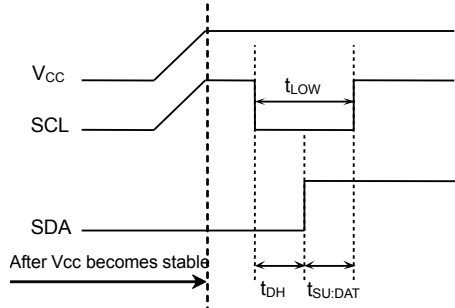 VCC
tLOW
SCL
SDA
After Vcc becomes stable
tDH tSU:DAT